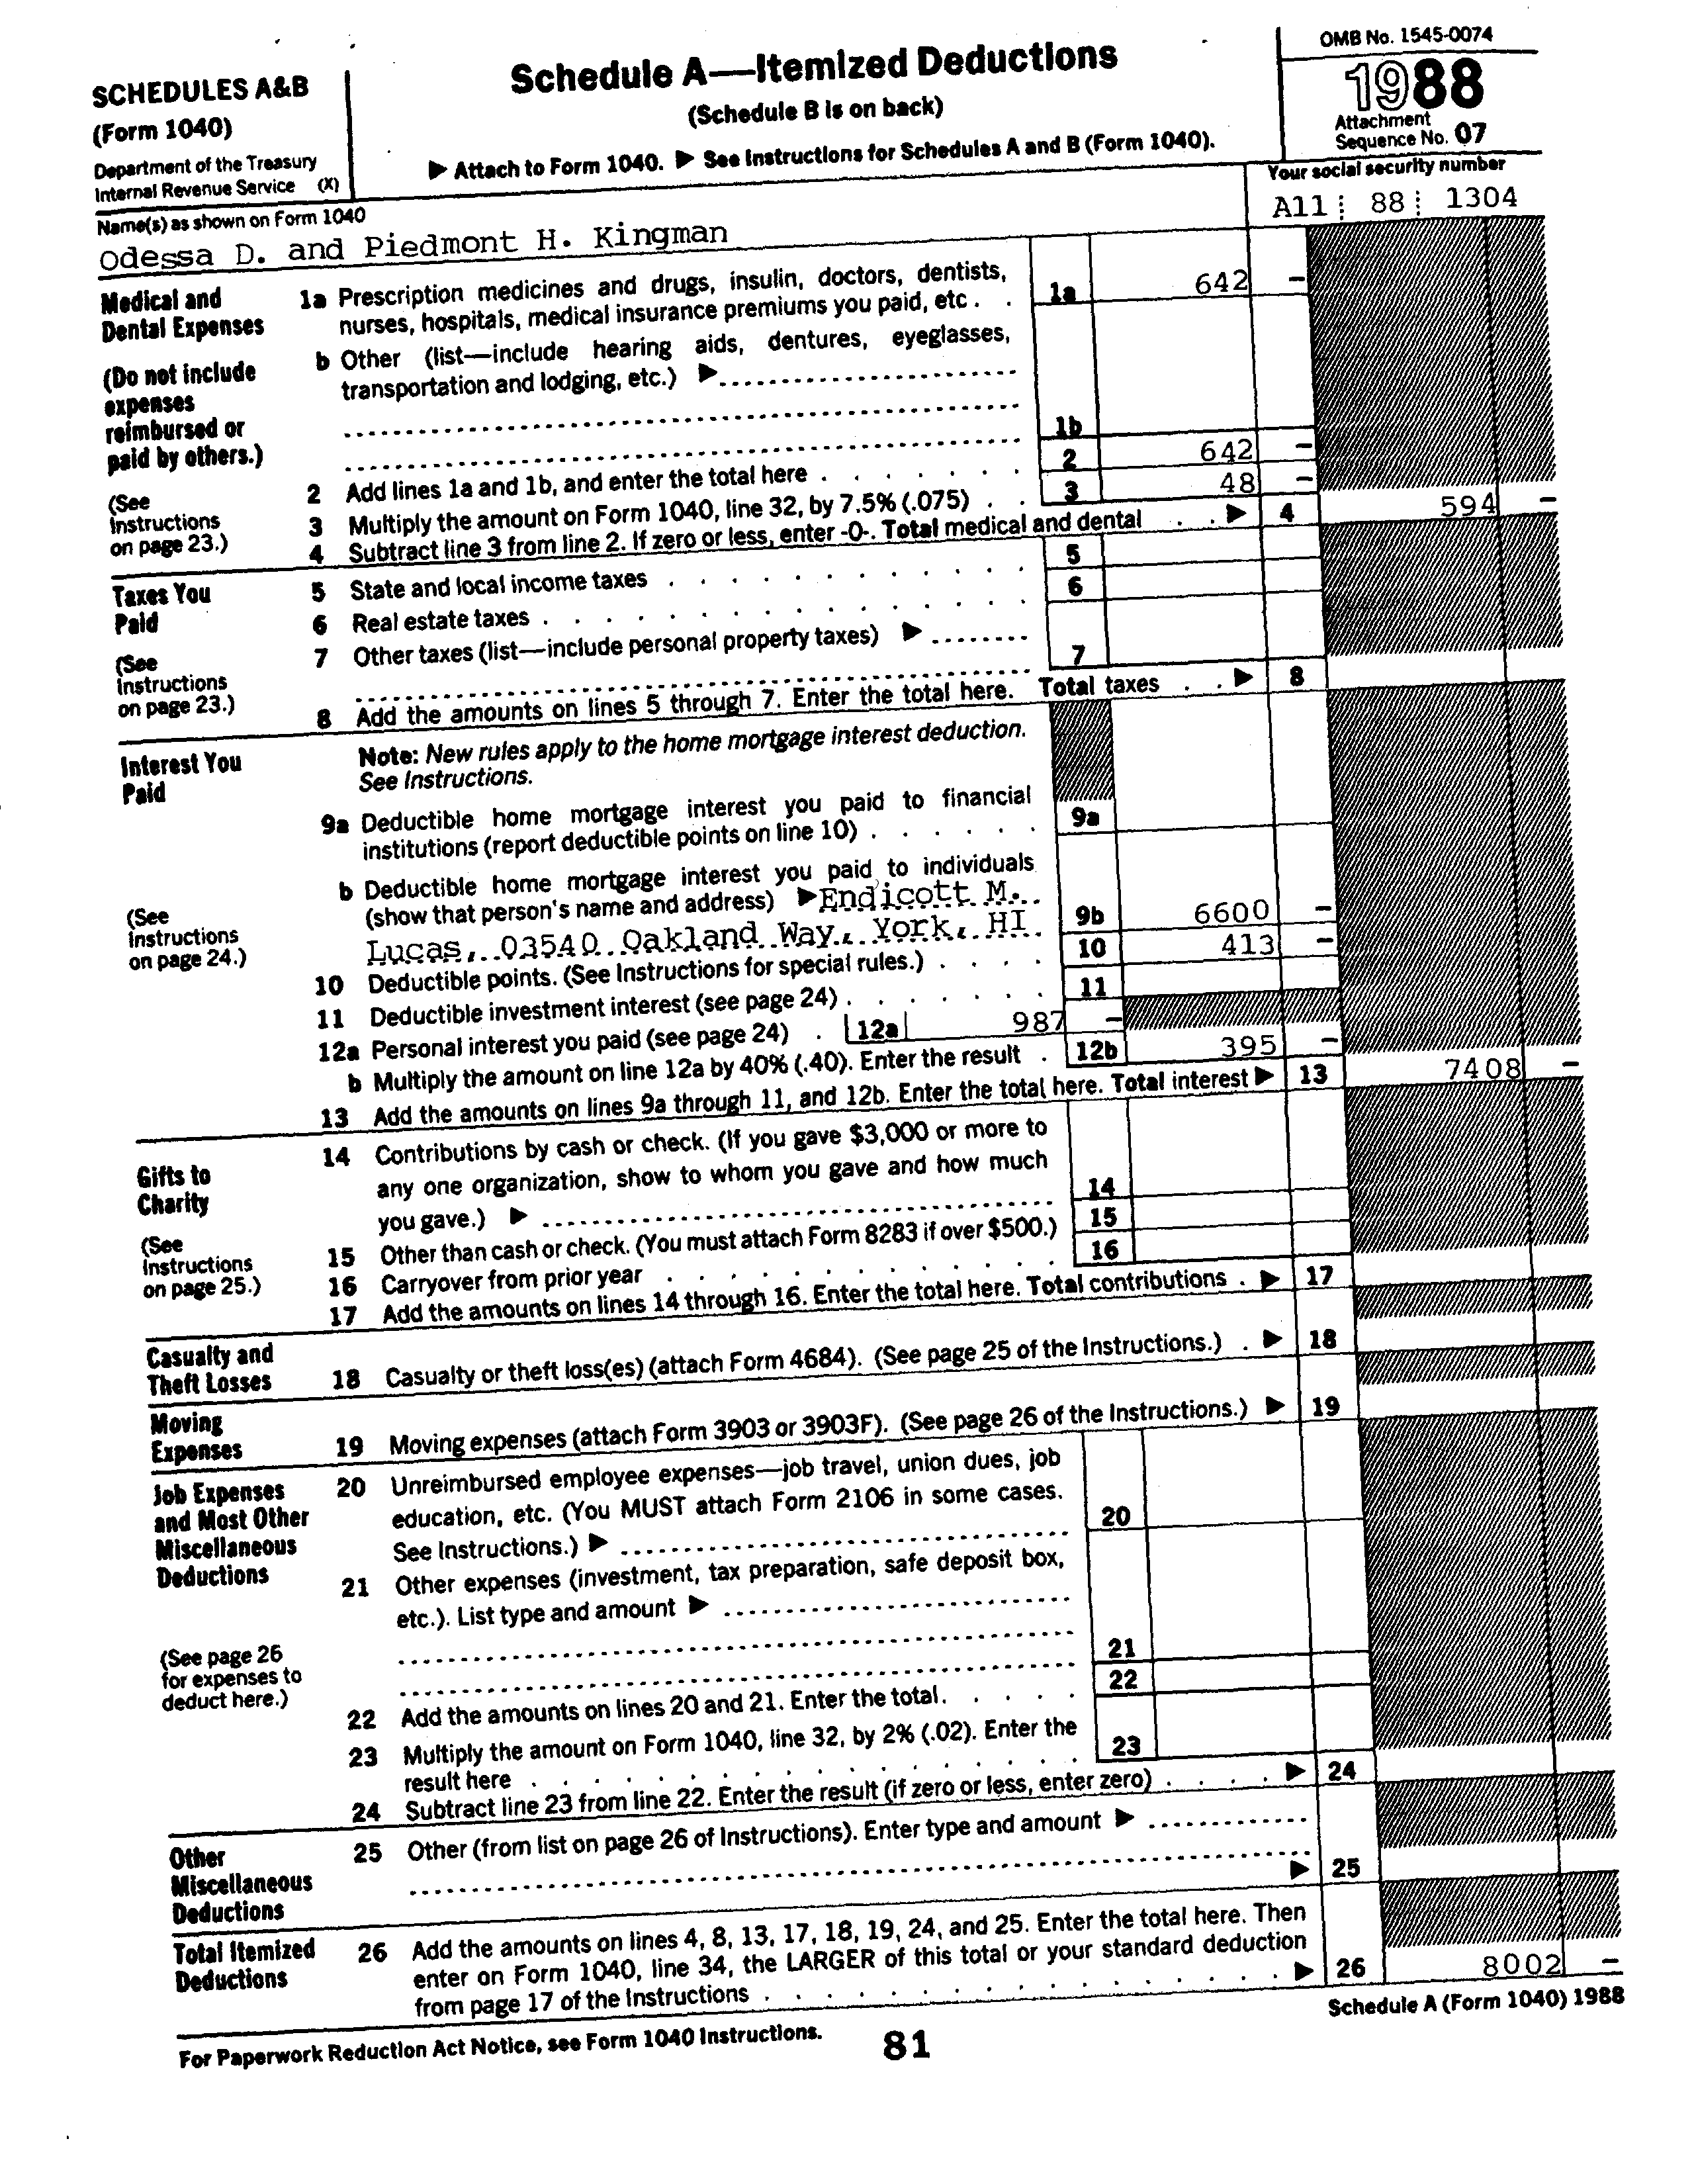 SCHEDULES A&B
(Form 1040)
Department of the Treasury
Internal Revenue Service (X)
Schedule A—Itemized Deductions
(Schedule B is on back)
▶ Attach to Form 1040. ▶ See Instructions for Schedules A and B (Form 1040).
OMB No. 1545-0074
1988
Attachment
Sequence No. 07
Name(s) as shown on Form 1040
Odessa D. and Piedmont H. Kingman
Your social security number
A11 88 1304
Medical and
Dental Expenses
(Do not include
expenses
reimbursed or
paid by others.)
(See
Instructions
on page 23.)
1a Prescription medicines and drugs, insulin, doctors, dentists,
nurses, hospitals, medical insurance premiums you paid, etc . . 1a 642 –
b Other (list—include hearing aids, dentures, eyeglasses,
transportation and lodging, etc.) ▶
1b
2 Add lines 1a and 1b, and enter the total here . . . . . . 2 642 –
3 Multiply the amount on Form 1040, line 32, by 7.5% (.075) . . 3 48 –
4 Subtract line 3 from line 2. If zero or less, enter -0-. Total medical and dental . . ▶ 4 594 –
Taxes You
Paid
(See
Instructions
on page 23.)
5 State and local income taxes . . . . . . . . . . . . 5
6 Real estate taxes . . . . . . . . . . . . . . . 6
7 Other taxes (list—include personal property taxes) ▶
7
8 Add the amounts on lines 5 through 7. Enter the total here. Total taxes . . ▶ 8
Interest You
Paid
(See
Instructions
on page 24.)
Note: New rules apply to the home mortgage interest deduction.
See Instructions.
9a Deductible home mortgage interest you paid to financial
institutions (report deductible points on line 10) . . . . . . 9a
b Deductible home mortgage interest you paid to individuals
(show that person's name and address) ▶ Endicott M.
Lucas, 03540 Oakland Way, York, HI 9b 6600 –
10 Deductible points. (See Instructions for special rules.) . . . . 10 413 –
11 Deductible investment interest (see page 24) . . . . . . . 11
12a Personal interest you paid (see page 24) . 12a 987 –
b Multiply the amount on line 12a by 40% (.40). Enter the result . 12b 395 –
13 Add the amounts on lines 9a through 11, and 12b. Enter the total here. Total interest ▶ 13 7408 –
Gifts to
Charity
(See
Instructions
on page 25.)
14 Contributions by cash or check. (If you gave $3,000 or more to
any one organization, show to whom you gave and how much
you gave.) ▶ 14
15 Other than cash or check. (You must attach Form 8283 if over $500.) 15
16 Carryover from prior year . . . . . . . . . . . . . 16
17 Add the amounts on lines 14 through 16. Enter the total here. Total contributions . ▶ 17
Casualty and
Theft Losses
18 Casualty or theft loss(es) (attach Form 4684). (See page 25 of the Instructions.) . ▶ 18
Moving
Expenses
19 Moving expenses (attach Form 3903 or 3903F). (See page 26 of the Instructions.) ▶ 19
Job Expenses
and Most Other
Miscellaneous
Deductions
(See page 26
for expenses to
deduct here.)
20 Unreimbursed employee expenses—job travel, union dues, job
education, etc. (You MUST attach Form 2106 in some cases.
See Instructions.) ▶ 20
21 Other expenses (investment, tax preparation, safe deposit box,
etc.). List type and amount ▶
21
22 Add the amounts on lines 20 and 21. Enter the total. . . . . 22
23 Multiply the amount on Form 1040, line 32, by 2% (.02). Enter the
result here . . . . . . . . . . . . . . . . . . 23
24 Subtract line 23 from line 22. Enter the result (if zero or less, enter zero) . . . . ▶ 24
Other
Miscellaneous
Deductions
25 Other (from list on page 26 of Instructions). Enter type and amount ▶
▶ 25
Total Itemized
Deductions
26 Add the amounts on lines 4, 8, 13, 17, 18, 19, 24, and 25. Enter the total here. Then
enter on Form 1040, line 34, the LARGER of this total or your standard deduction
from page 17 of the Instructions . . . . . . . . . . . . . . . . ▶ 26 8002 –
For Paperwork Reduction Act Notice, see Form 1040 Instructions.
81
Schedule A (Form 1040) 1988